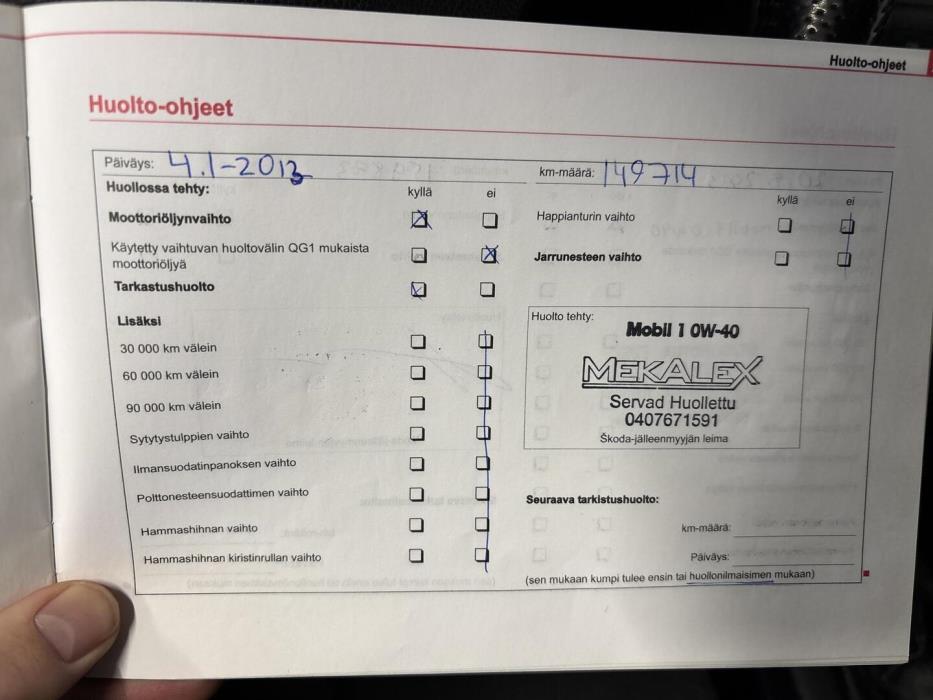 Huolto-ohjeet
Huolto-ohjeet
Päiväys: 4.1-2013
km-määrä: 149714
Huollossa tehty:
kyllä ei
Moottoriöljynvaihto
Käytetty vaihtuvan huoltovälin QG1 mukaista
moottoriöljyä
Tarkastushuolto
Lisäksi
30 000 km välein
60 000 km välein
90 000 km välein
Sytytystulppien vaihto
Ilmansuodatinpanoksen vaihto
Polttonesteensuodattimen vaihto
Hammashihnan vaihto
Hammashihnan kiristinrullan vaihto
kyllä ei
Happianturin vaihto
Jarrunesteen vaihto
Huolto tehty:
Mobil 1 0W-40
MEKALEX
Servad Huollettu
0407671591
Škoda-jälleenmyyjän leima
Seuraava tarkistushuolto:
km-määrä:
Päiväys:
(sen mukaan kumpi tulee ensin tai huollonilmaisimen mukaan)